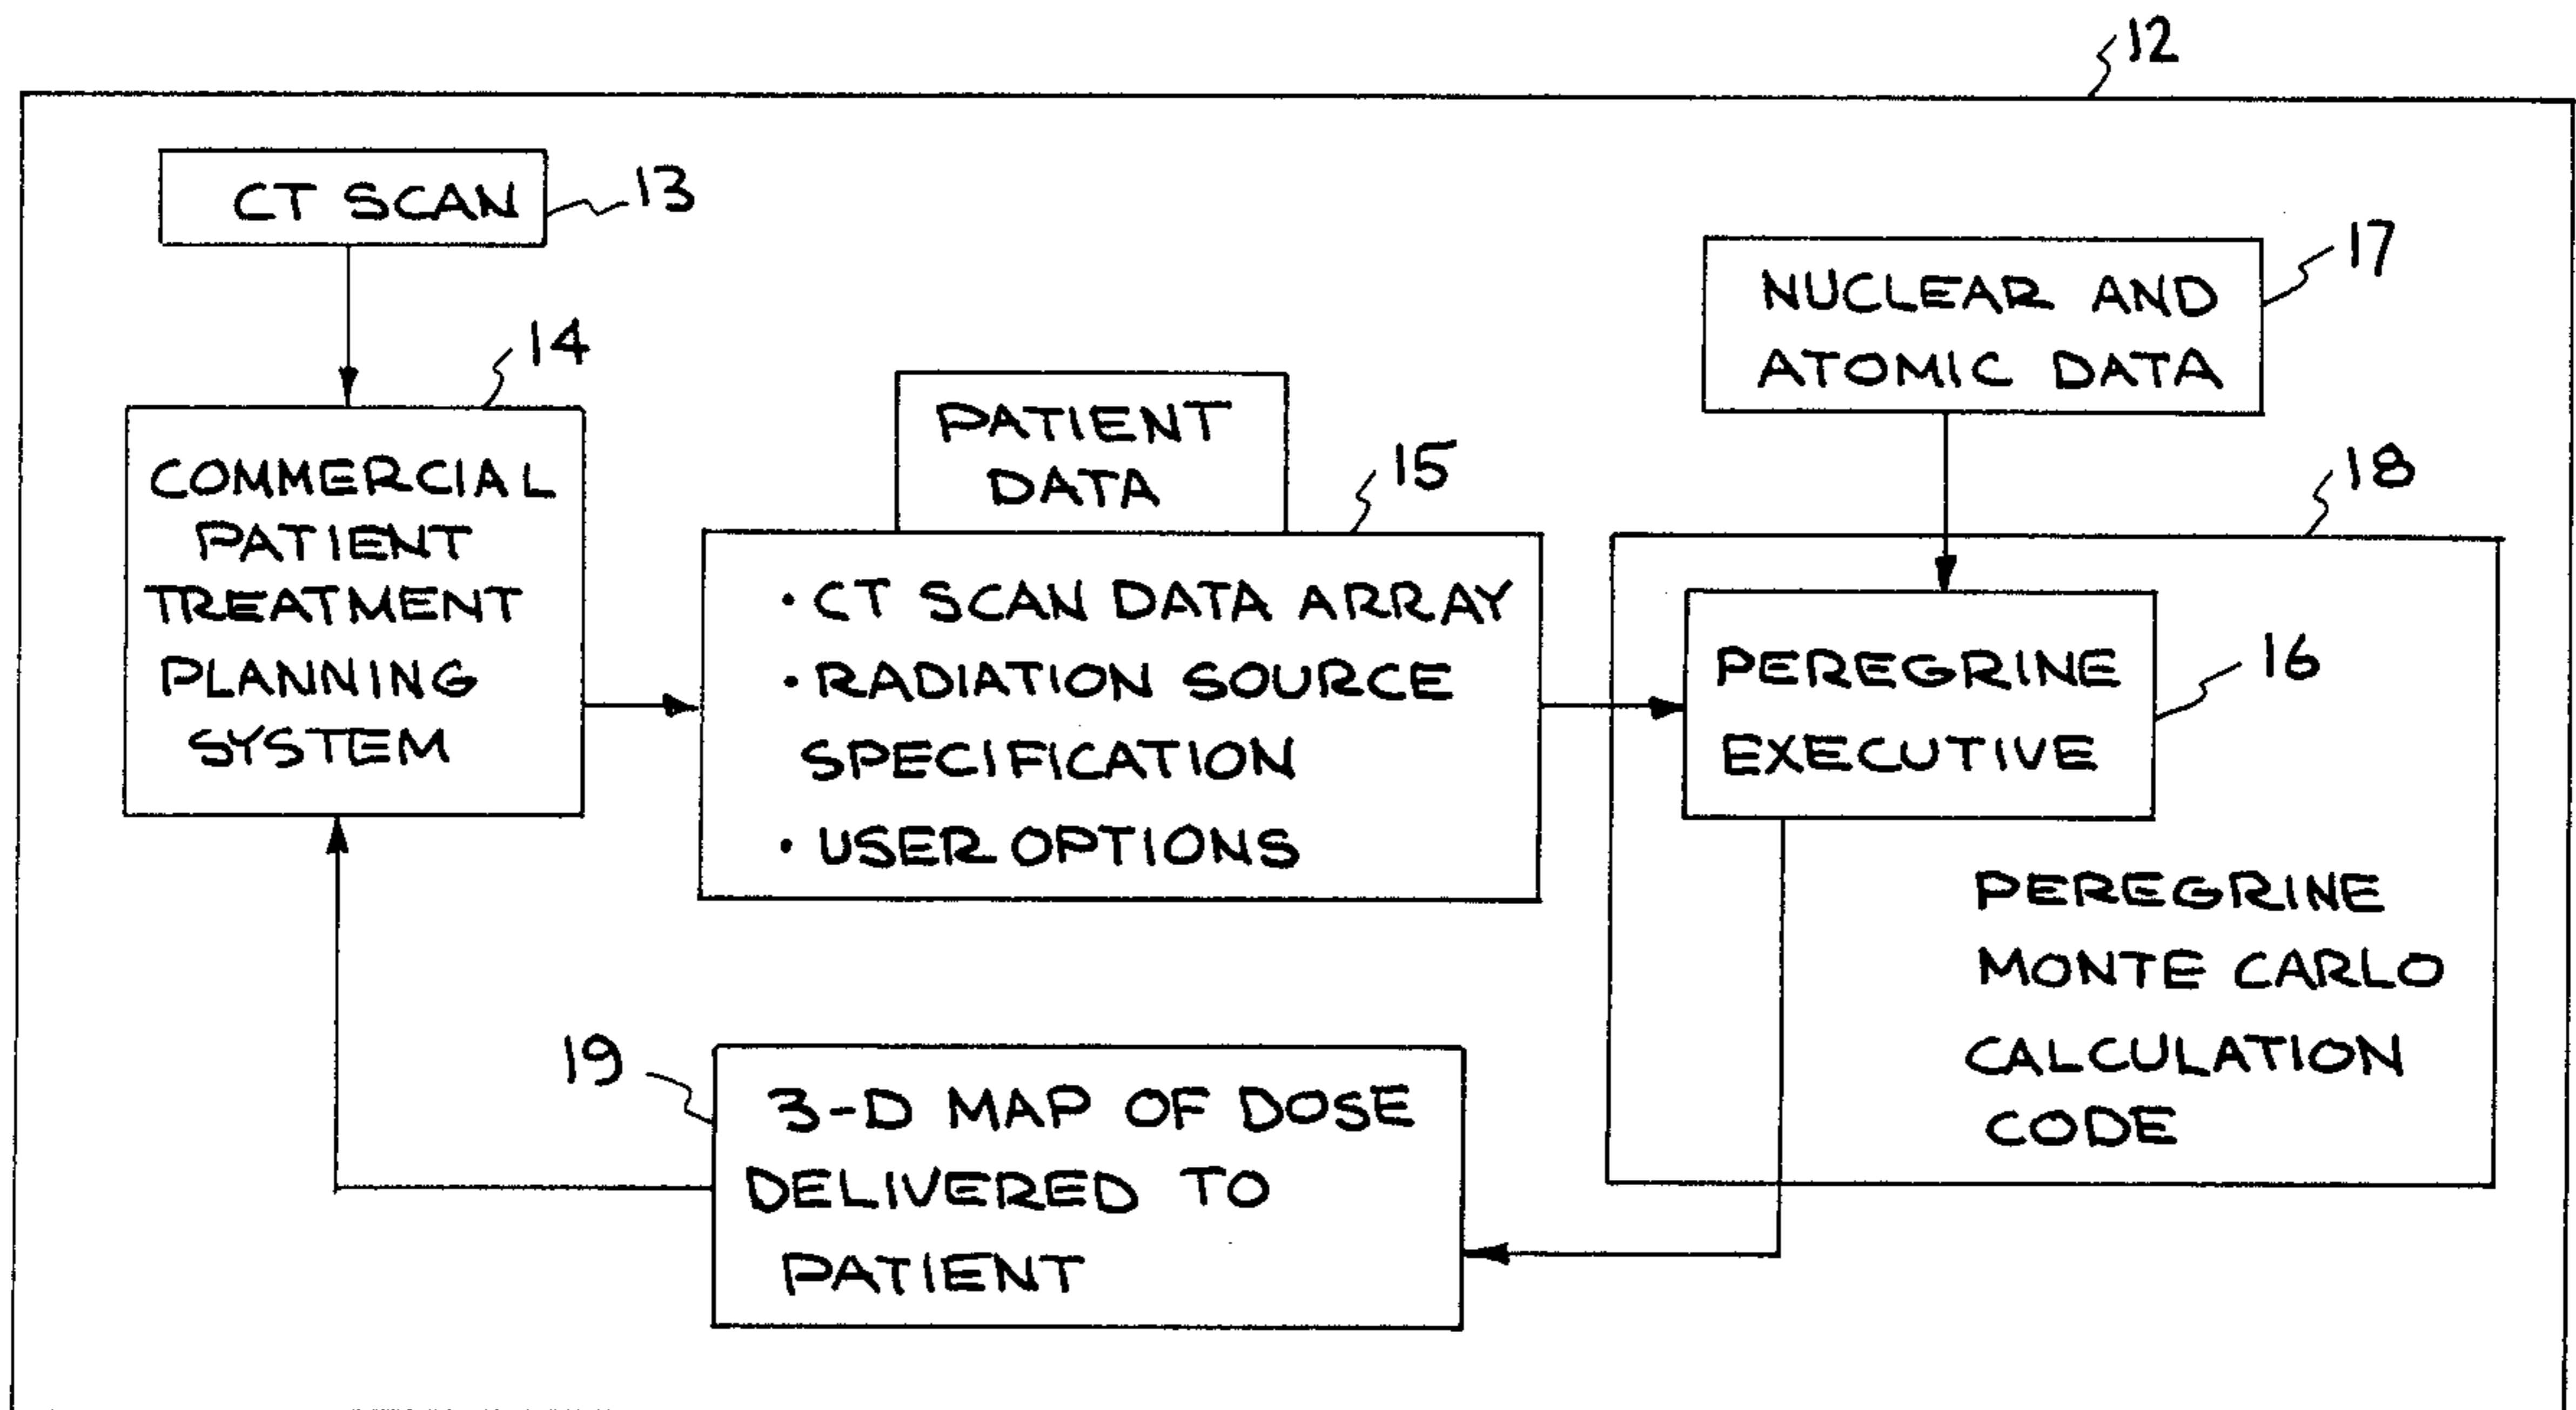 12
CT SCAN
13
14
COMMERCIAL
PATIENT
TREATMENT
PLANNING
SYSTEM
PATIENT
DATA
15
• CT SCAN DATA ARRAY
• RADIATION SOURCE
SPECIFICATION
• USER OPTIONS
NUCLEAR AND
ATOMIC DATA
17
18
PEREGRINE
EXECUTIVE
16
PEREGRINE
MONTE CARLO
CALCULATION
CODE
19
3-D MAP OF DOSE
DELIVERED TO
PATIENT